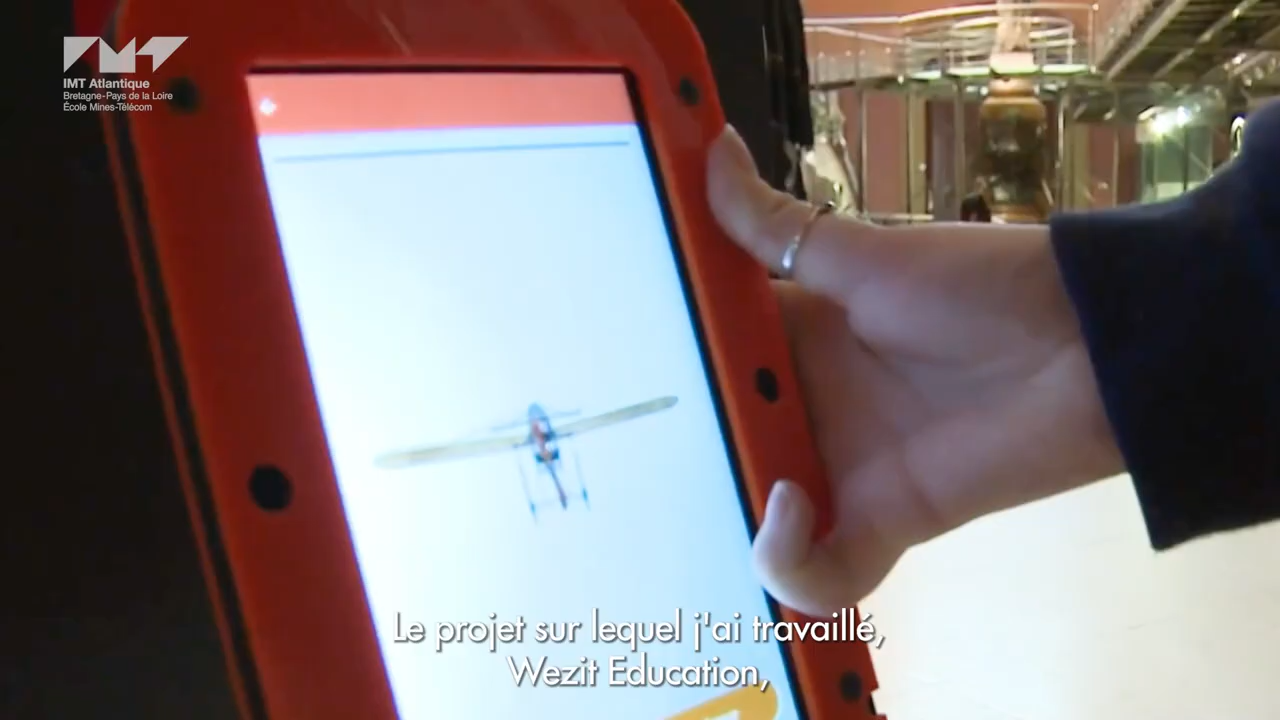 IMT Atlantique
Bretagne-Pays de la Loire
École Mines-Télécom
Le projet sur lequel j'ai travaillé,
Wezit Education,